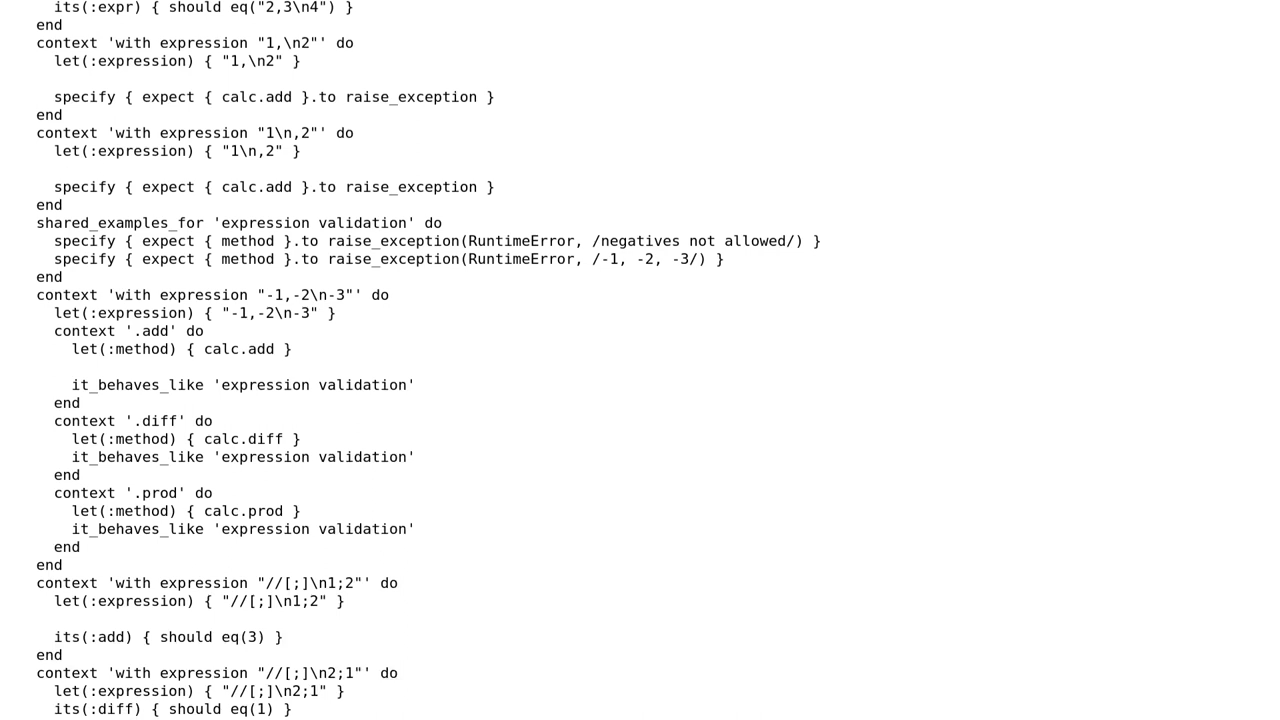 its(:expr) { should eq("2,3\n4") }
end
context 'with expression "1,\n2"' do
let(:expression) { "1,\n2" }
specify { expect { calc.add }.to raise_exception }
end
context 'with expression "1\n,2"' do
let(:expression) { "1\n,2" }
specify { expect { calc.add }.to raise_exception }
end
shared_examples_for 'expression validation' do
specify { expect { method }.to raise_exception(RuntimeError, /negatives not allowed/) }
specify { expect { method }.to raise_exception(RuntimeError, /-1, -2, -3/) }
end
context 'with expression "-1,-2\n-3"' do
let(:expression) { "-1,-2\n-3" }
context '.add' do
let(:method) { calc.add }
it_behaves_like 'expression validation'
end
context '.diff' do
let(:method) { calc.diff }
it_behaves_like 'expression validation'
end
context '.prod' do
let(:method) { calc.prod }
it_behaves_like 'expression validation'
end
end
context 'with expression "//[;]\n1;2"' do
let(:expression) { "//[;]\n1;2" }
its(:add) { should eq(3) }
end
context 'with expression "//[;]\n2;1"' do
let(:expression) { "//[;]\n2;1" }
its(:diff) { should eq(1) }